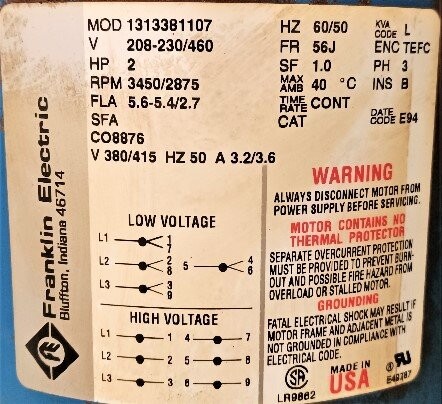 MOD 1313381107
V 208-230/460
HP 2
RPM 3450/2875
FLA 5.6-5.4/2.7
SFA
CO8876
V 380/415 HZ 50 A 3.2/3.6
HZ 60/50 KVA CODE L
FR 56J ENC TEFC
SF 1.0 PH 3
MAX AMB 40 °C INS B
TIME RATE CONT
CAT DATE CODE E94
Franklin Electric
Bluffton, Indiana 46714
LOW VOLTAGE
L1 1 7
L2 2 8 5 4 6
L3 3 9
HIGH VOLTAGE
L1 1 4 7
L2 2 5 8
L3 3 6 9
WARNING
ALWAYS DISCONNECT MOTOR FROM
POWER SUPPLY BEFORE SERVICING.
MOTOR CONTAINS NO
THERMAL PROTECTOR
SEPARATE OVERCURRENT PROTECTION
MUST BE PROVIDED TO PREVENT BURN-
OUT AND POSSIBLE FIRE HAZARD FROM
OVERLOAD OR STALLED MOTOR.
GROUNDING
FATAL ELECTRICAL SHOCK MAY RESULT IF
MOTOR FRAME AND ADJACENT METAL IS
NOT GROUNDED IN COMPLIANCE WITH
ELECTRICAL CODE.
MADE IN
USA
LR9862